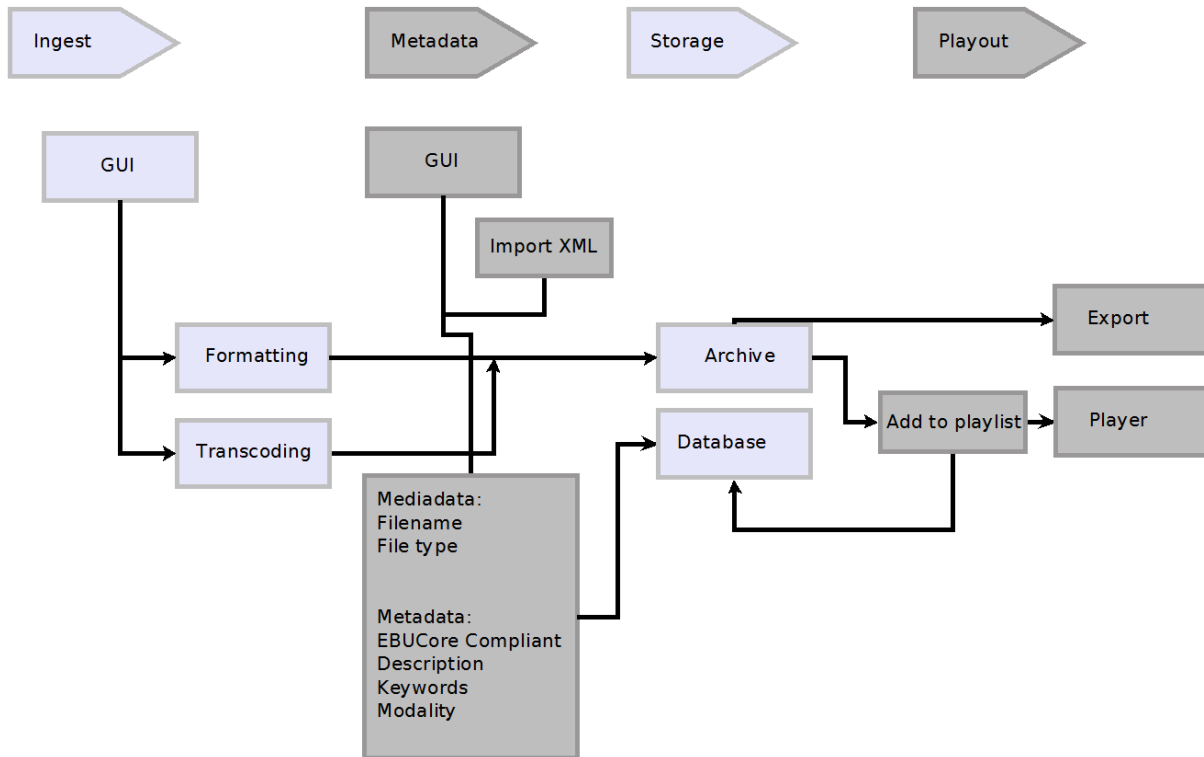 Ingest
Metadata
Storage
Playout
GUI
GUI
Import XML
Export
Formatting
Archive
Add to playlist
Player
Transcoding
Database
Mediadata:
Filename
File type
Metadata:
EBUCore Compliant
Description
Keywords
Modality